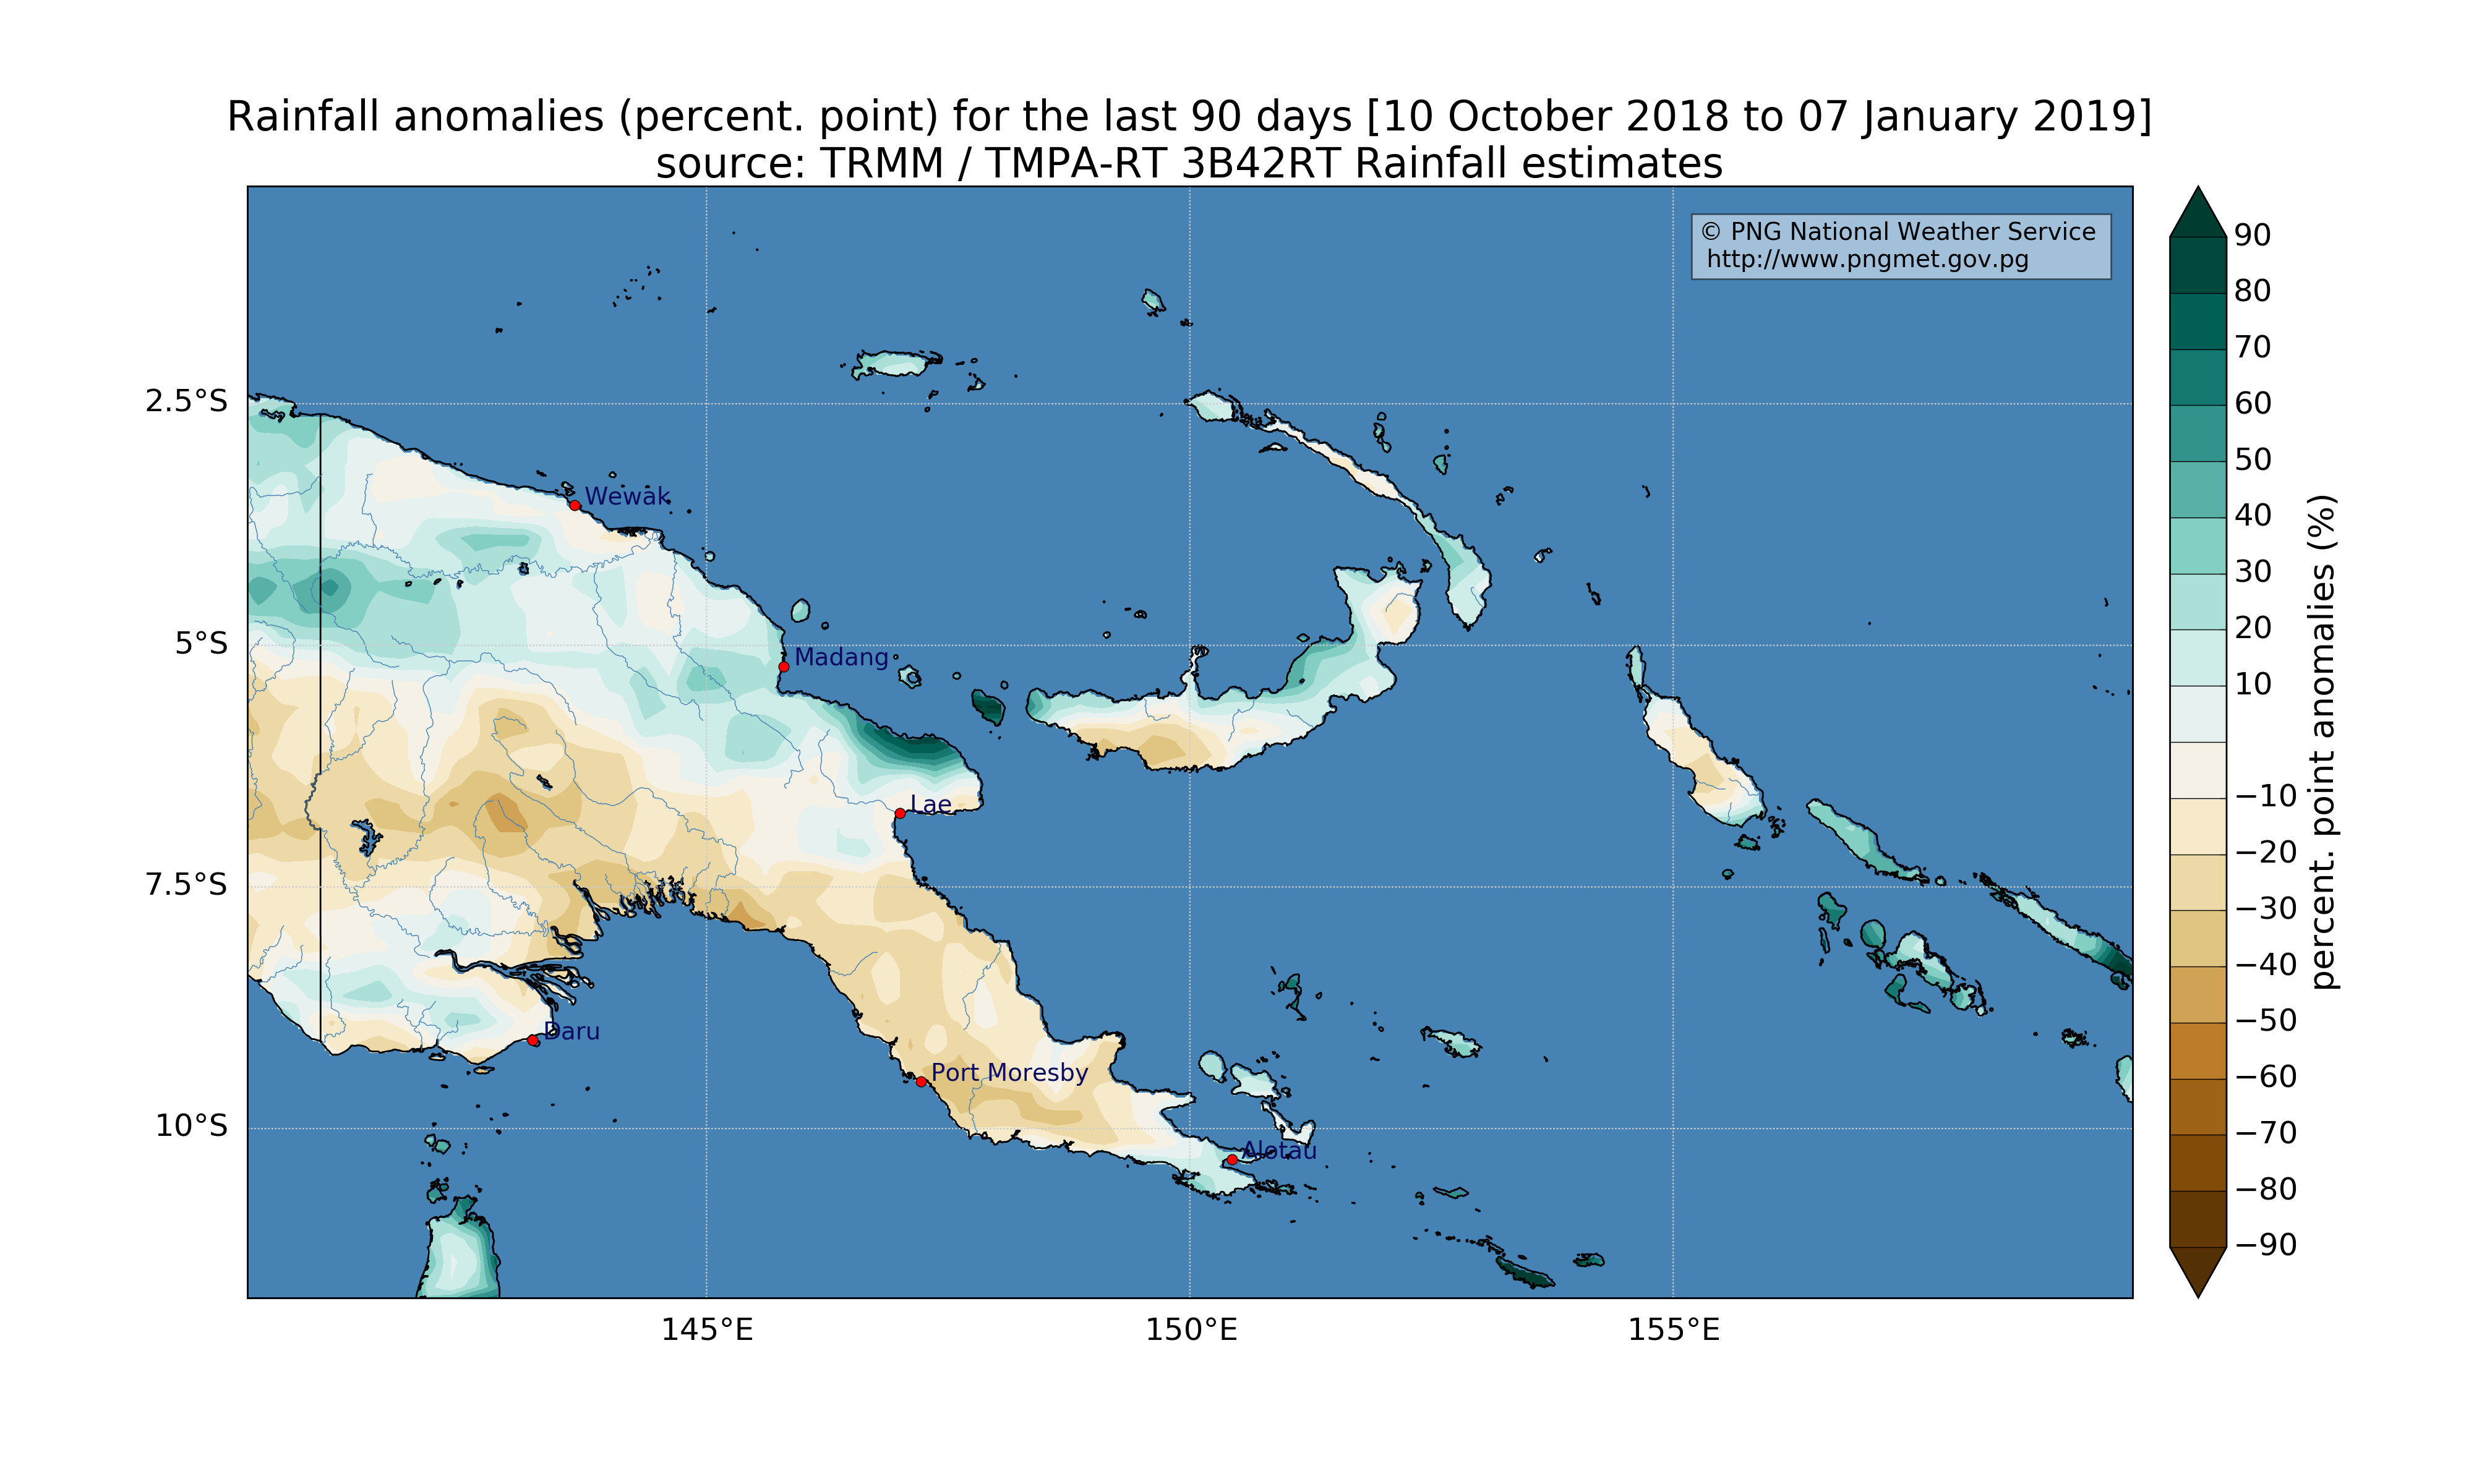 Rainfall anomalies (percent. point) for the last 90 days [10 October 2018 to 07 January 2019]
source: TRMM / TMPA-RT 3B42RT Rainfall estimates
© PNG National Weather Service
http://www.pngmet.gov.pg
2.5°S
5°S
7.5°S
10°S
145°E
150°E
155°E
Wewak
Madang
Lae
Daru
Port Moresby
Alotau
90
80
70
60
50
40
30
20
10
−10
−20
−30
−40
−50
−60
−70
−80
−90
percent. point anomalies (%)